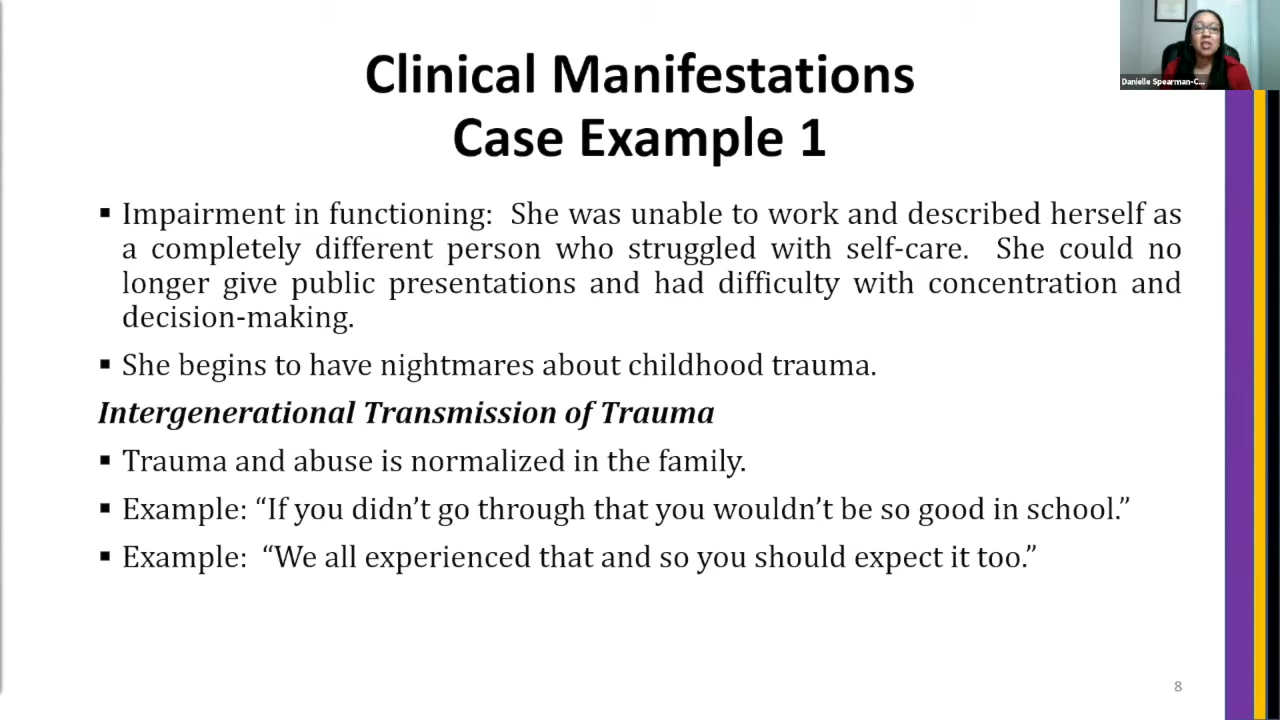 Clinical Manifestations
Case Example 1
Danielle Spearman-C...
▪ Impairment in functioning: She was unable to work and described herself as
a completely different person who struggled with self-care. She could no
longer give public presentations and had difficulty with concentration and
decision-making.
▪ She begins to have nightmares about childhood trauma.
Intergenerational Transmission of Trauma
▪ Trauma and abuse is normalized in the family.
▪ Example: “If you didn’t go through that you wouldn’t be so good in school.”
▪ Example: “We all experienced that and so you should expect it too.”
8